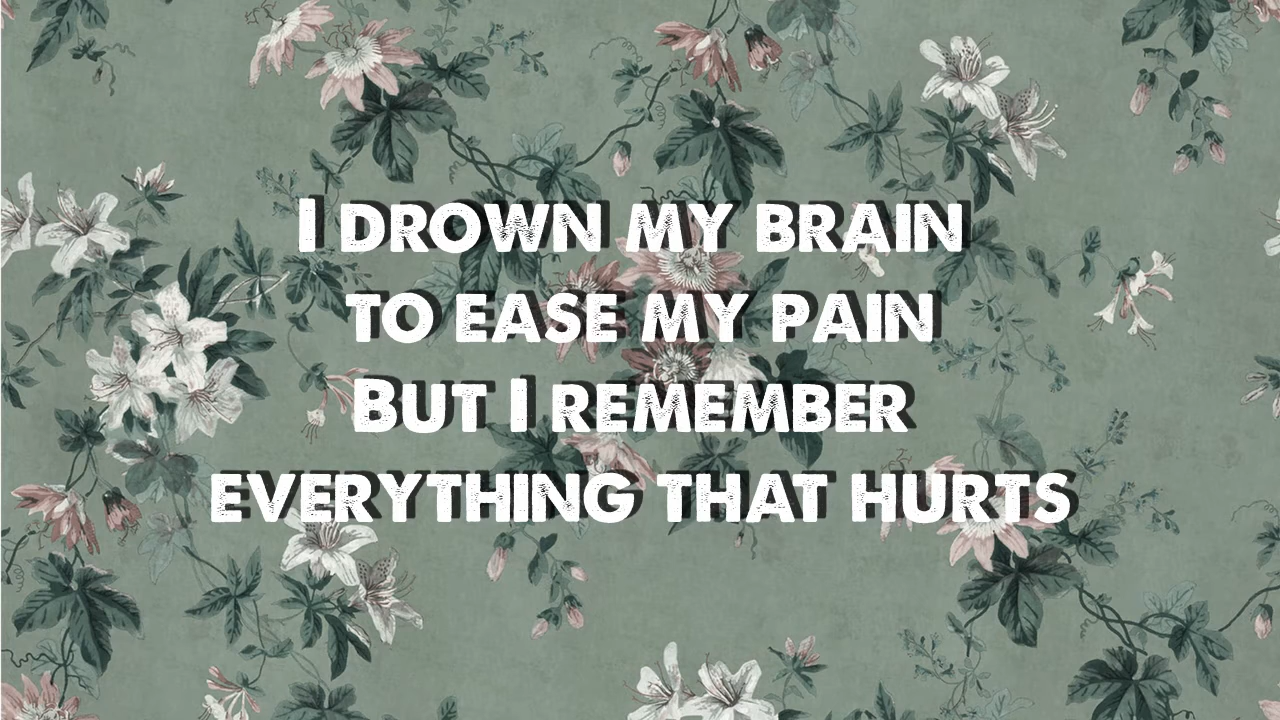 I DROWN MY BRAIN
TO EASE MY PAIN
BUT I REMEMBER
EVERYTHING THAT HURTS